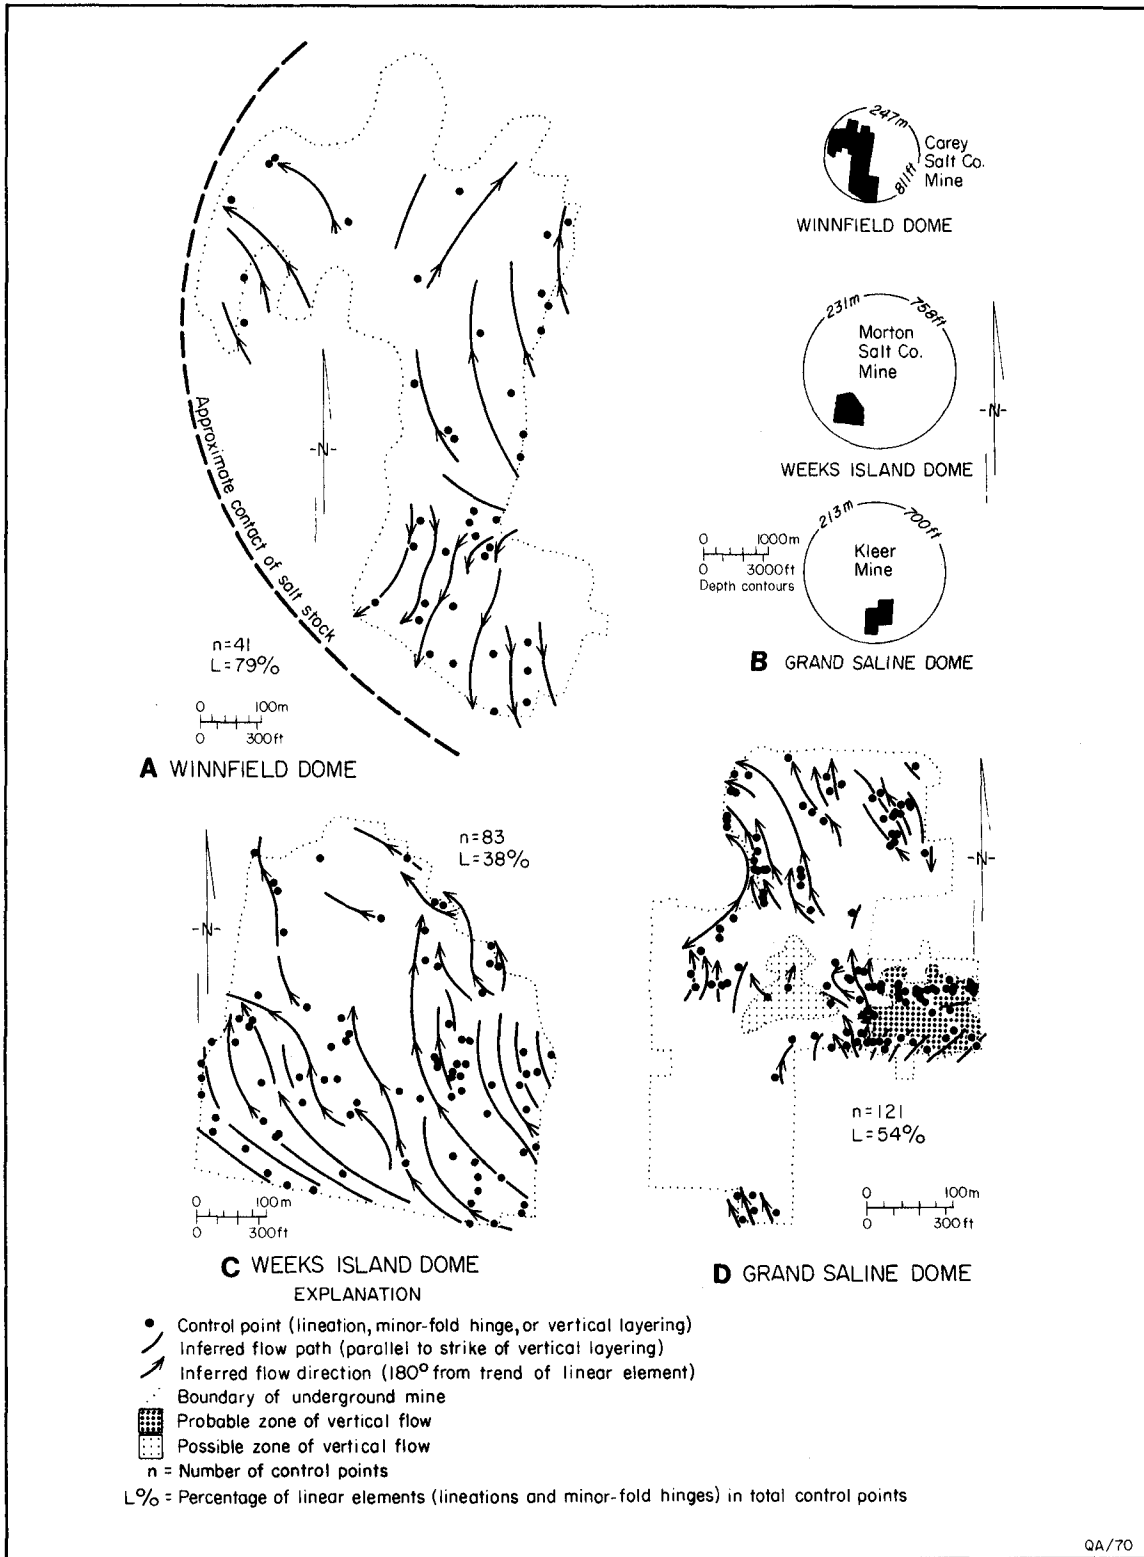 247m
811ft
Carey
Salt Co.
Mine
WINNFIELD DOME
231m
758ft
Morton
Salt Co.
Mine
-N-
WEEKS ISLAND DOME
213m
700ft
Kleer
Mine
0 1000m
0 3000ft
Depth contours
B GRAND SALINE DOME
-N-
Approximate contact of salt stock
n=41
L=79%
0 100m
0 300ft
A WINNFIELD DOME
n=83
L=38%
-N-
0 100m
0 300ft
C WEEKS ISLAND DOME
-N-
n=121
L=54%
0 100m
0 300ft
D GRAND SALINE DOME
EXPLANATION
Control point (lineation, minor-fold hinge, or vertical layering)
Inferred flow path (parallel to strike of vertical layering)
Inferred flow direction (180° from trend of linear element)
Boundary of underground mine
Probable zone of vertical flow
Possible zone of vertical flow
n = Number of control points
L% = Percentage of linear elements (lineations and minor-fold hinges) in total control points
QA/70